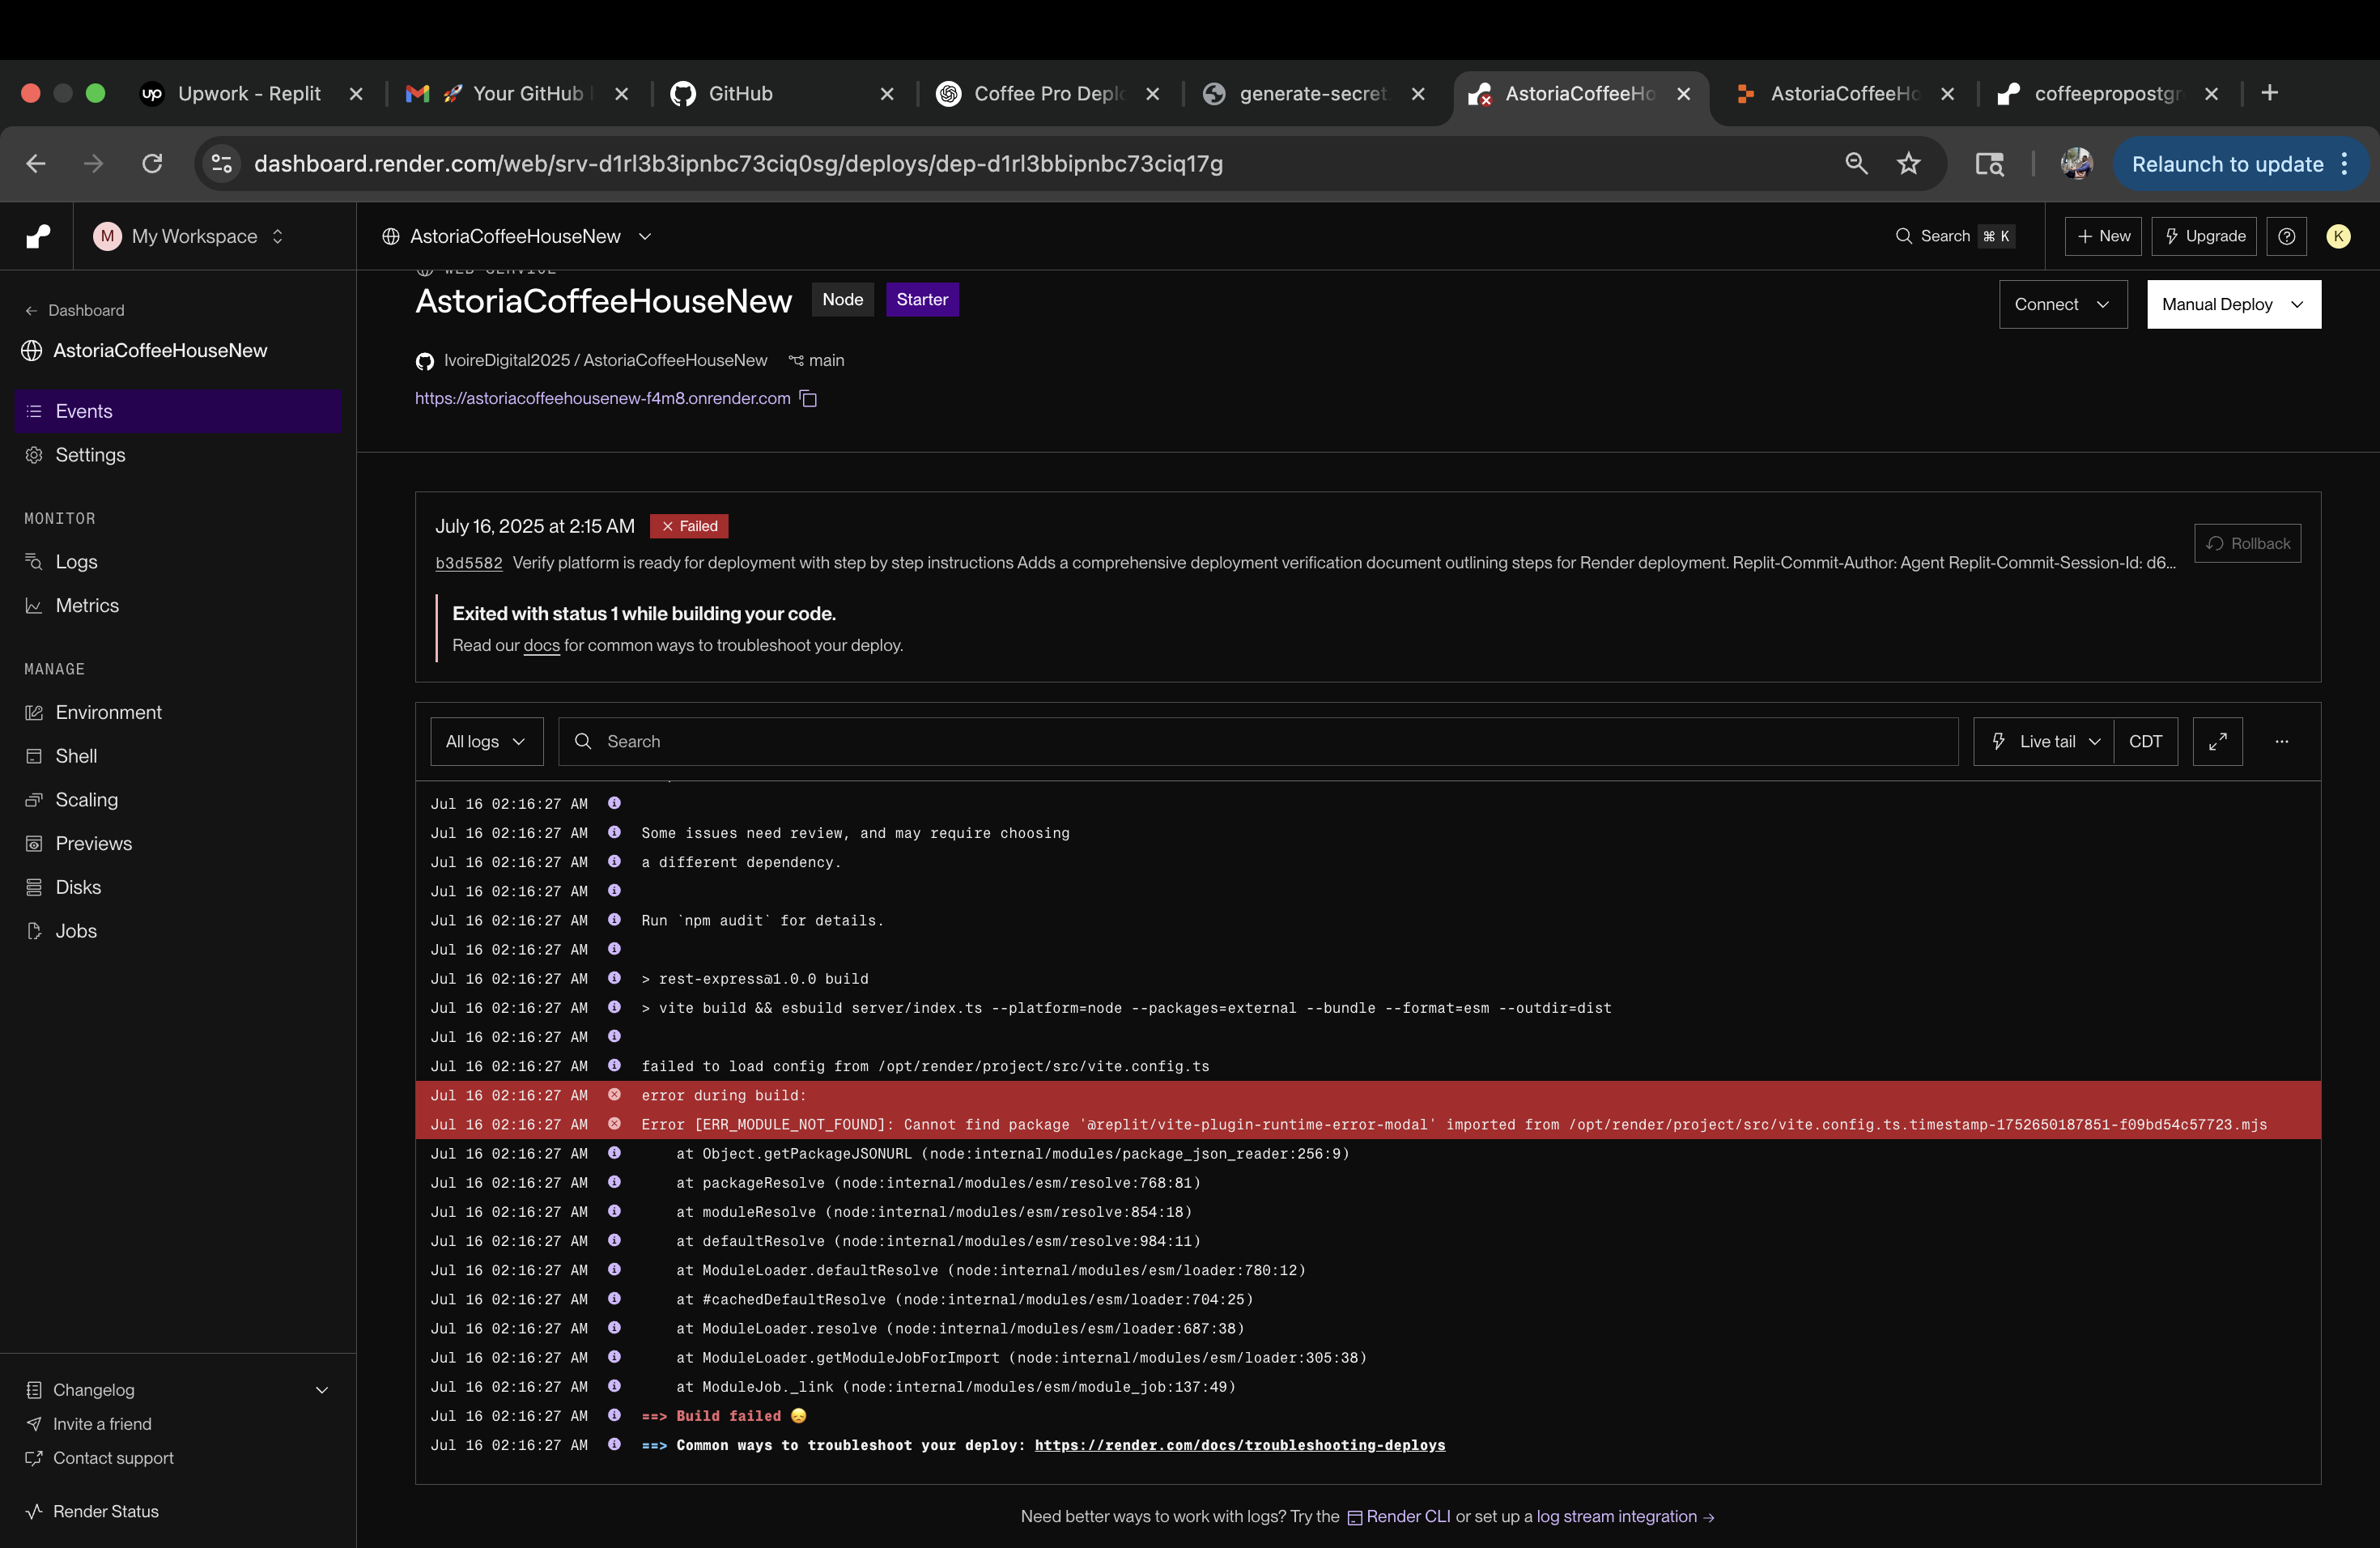 Upwork - Replit
Your GitHub
GitHub
Coffee Pro Deplo
generate-secret
AstoriaCoffeeHo
AstoriaCoffeeHo
coffeepropostgr
dashboard.render.com/web/srv-d1rl3b3ipnbc73ciq0sg/deploys/dep-d1rl3bbipnbc73ciq17g
Relaunch to update
M My Workspace
AstoriaCoffeeHouseNew
Search ⌘ K
+ New
Upgrade
K
← Dashboard
AstoriaCoffeeHouseNew
Events
Settings
MONITOR
Logs
Metrics
MANAGE
Environment
Shell
Scaling
Previews
Disks
Jobs
Changelog
Invite a friend
Contact support
Render Status
WEB SERVICE
AstoriaCoffeeHouseNew Node Starter
Connect
Manual Deploy
IvoireDigital2025 / AstoriaCoffeeHouseNew main
https://astoriacoffeehousenew-f4m8.onrender.com
July 16, 2025 at 2:15 AM Failed
b3d5582 Verify platform is ready for deployment with step by step instructions Adds a comprehensive deployment verification document outlining steps for Render deployment. Replit-Commit-Author: Agent Replit-Commit-Session-Id: d6...
Rollback
Exited with status 1 while building your code.
Read our docs for common ways to troubleshoot your deploy.
All logs
Search
Live tail
CDT
...
Jul 16 02:16:27 AM
Jul 16 02:16:27 AM Some issues need review, and may require choosing
Jul 16 02:16:27 AM a different dependency.
Jul 16 02:16:27 AM
Jul 16 02:16:27 AM Run `npm audit` for details.
Jul 16 02:16:27 AM
Jul 16 02:16:27 AM > rest-express@1.0.0 build
Jul 16 02:16:27 AM > vite build && esbuild server/index.ts --platform=node --packages=external --bundle --format=esm --outdir=dist
Jul 16 02:16:27 AM
Jul 16 02:16:27 AM failed to load config from /opt/render/project/src/vite.config.ts
Jul 16 02:16:27 AM error during build:
Jul 16 02:16:27 AM Error [ERR_MODULE_NOT_FOUND]: Cannot find package '@replit/vite-plugin-runtime-error-modal' imported from /opt/render/project/src/vite.config.ts.timestamp-1752650187851-f09bd54c57723.mjs
Jul 16 02:16:27 AM at Object.getPackageJSONURL (node:internal/modules/package_json_reader:256:9)
Jul 16 02:16:27 AM at packageResolve (node:internal/modules/esm/resolve:768:81)
Jul 16 02:16:27 AM at moduleResolve (node:internal/modules/esm/resolve:854:18)
Jul 16 02:16:27 AM at defaultResolve (node:internal/modules/esm/resolve:984:11)
Jul 16 02:16:27 AM at ModuleLoader.defaultResolve (node:internal/modules/esm/loader:780:12)
Jul 16 02:16:27 AM at #cachedDefaultResolve (node:internal/modules/esm/loader:704:25)
Jul 16 02:16:27 AM at ModuleLoader.resolve (node:internal/modules/esm/loader:687:38)
Jul 16 02:16:27 AM at ModuleLoader.getModuleJobForImport (node:internal/modules/esm/loader:305:38)
Jul 16 02:16:27 AM at ModuleJob._link (node:internal/modules/esm/module_job:137:49)
Jul 16 02:16:27 AM ==> Build failed 😞
Jul 16 02:16:27 AM ==> Common ways to troubleshoot your deploy: https://render.com/docs/troubleshooting-deploys
Need better ways to work with logs? Try the Render CLI or set up a log stream integration →